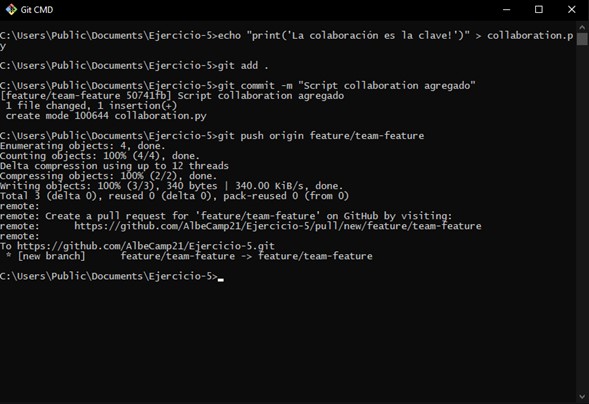 Git CMD
C:\Users\Public\Documents\Ejercicio-5>echo "print('La colaboración es la clave!')" > collaboration.p
y
C:\Users\Public\Documents\Ejercicio-5>git add .
C:\Users\Public\Documents\Ejercicio-5>git commit -m "Script collaboration agregado"
[feature/team-feature 50741fb] Script collaboration agregado
 1 file changed, 1 insertion(+)
 create mode 100644 collaboration.py
C:\Users\Public\Documents\Ejercicio-5>git push origin feature/team-feature
Enumerating objects: 4, done.
Counting objects: 100% (4/4), done.
Delta compression using up to 12 threads
Compressing objects: 100% (2/2), done.
Writing objects: 100% (3/3), 340 bytes | 340.00 KiB/s, done.
Total 3 (delta 0), reused 0 (delta 0), pack-reused 0 (from 0)
remote:
remote: Create a pull request for 'feature/team-feature' on GitHub by visiting:
remote:      https://github.com/AlbeCamp21/Ejercicio-5/pull/new/feature/team-feature
remote:
To https://github.com/AlbeCamp21/Ejercicio-5.git
 * [new branch]      feature/team-feature -> feature/team-feature
C:\Users\Public\Documents\Ejercicio-5>